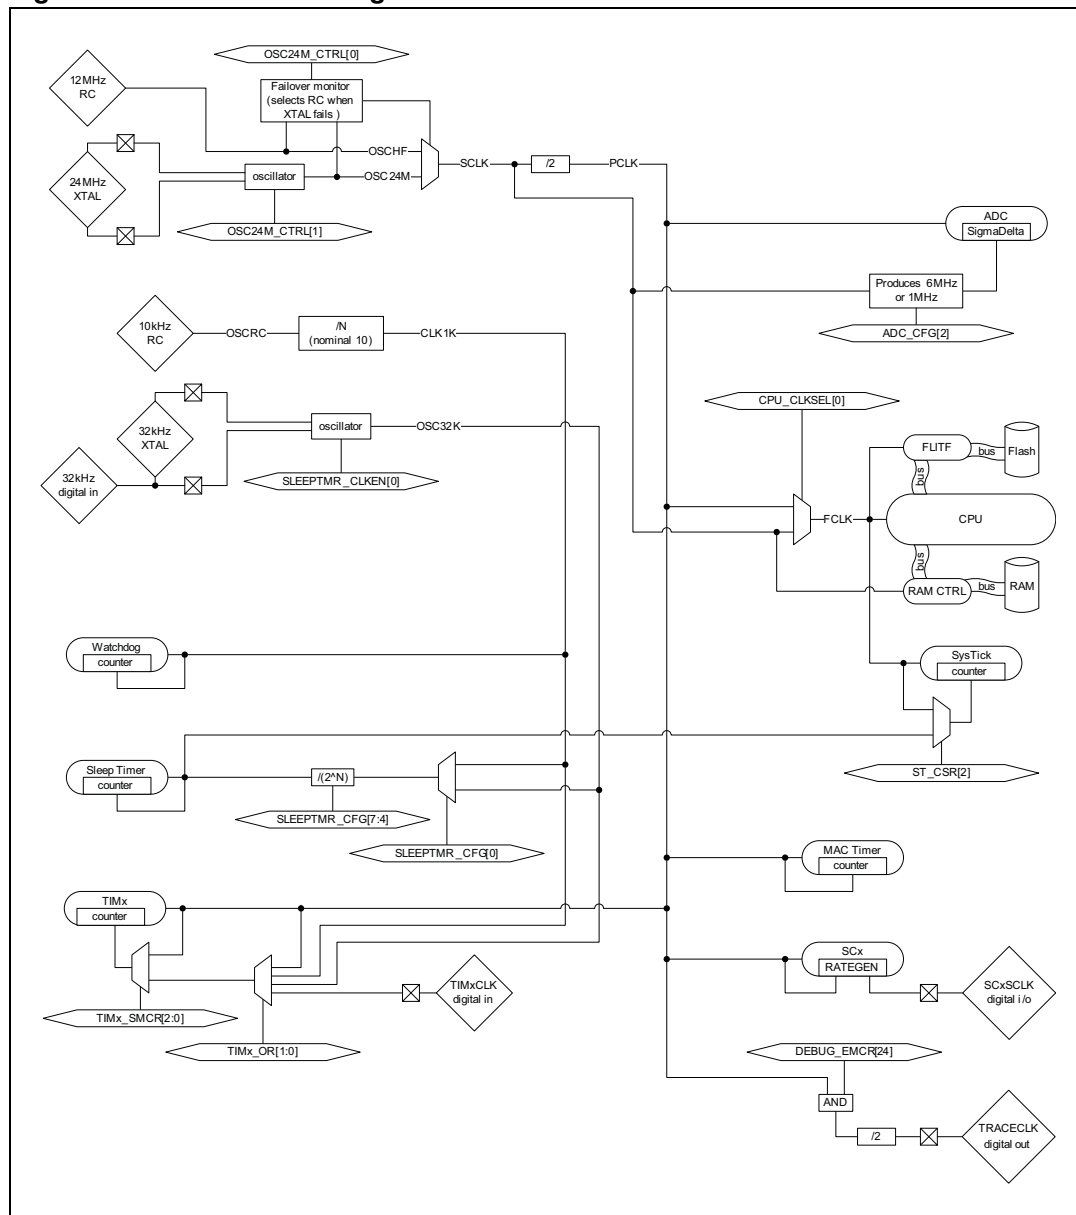 OSC24M_CTRL[0]
12MHz
RC
Failover monitor
(selects RC when
XTAL fails )
OSCHF
SCLK
/2
PCLK
24MHz
XTAL
oscillator
OSC24M
OSC24M_CTRL[1]
ADC
SigmaDelta
Produces 6MHz
or 1MHz
ADC_CFG[2]
10kHz
RC
OSCRC
/N
(nominal 10)
CLK1K
CPU_CLKSEL[0]
32kHz
XTAL
oscillator
OSC32K
32kHz
digital in
SLEEPTMR_CLKEN[0]
FLITF
bus
Flash
bus
FCLK
CPU
bus
RAM CTRL
bus
RAM
Watchdog
counter
SysTick
counter
Sleep Timer
counter
/(2^N)
ST_CSR[2]
SLEEPTMR_CFG[7:4]
SLEEPTMR_CFG[0]
MAC Timer
counter
TIMx
counter
SCx
RATEGEN
TIMxCLK
digital in
SCxSCLK
digital i/o
TIMx_SMCR[2:0]
TIMx_OR[1:0]
DEBUG_EMCR[24]
AND
/2
TRACECLK
digital out